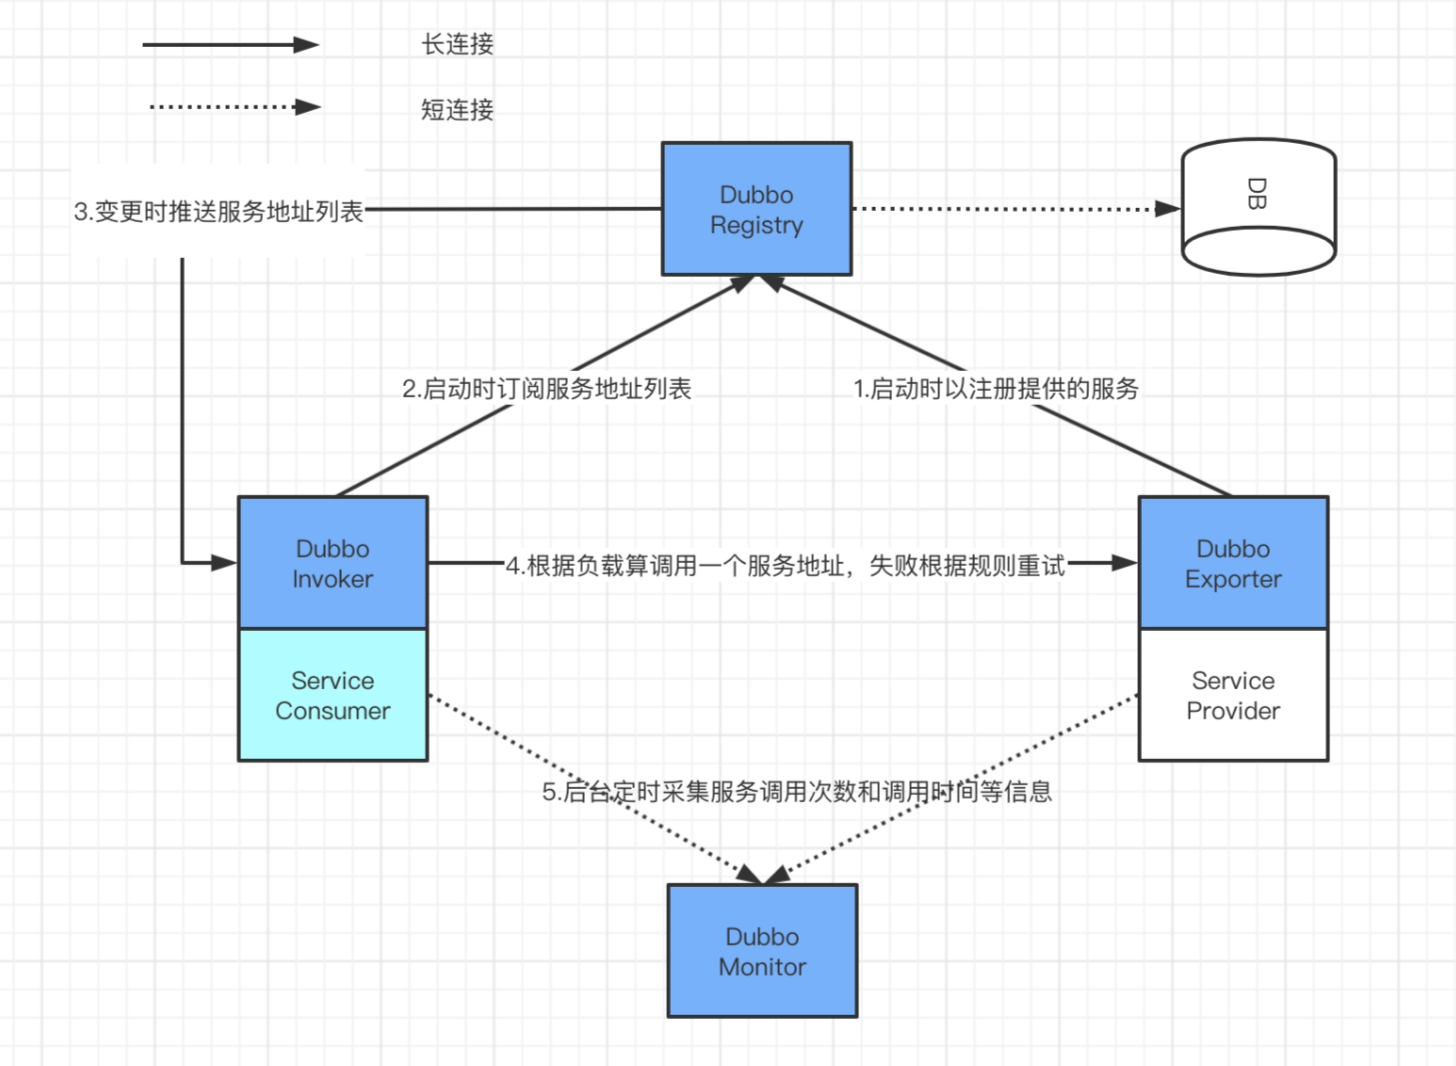 长连接
短连接
Dubbo
Registry
DB
3.变更时推送服务地址列表
2.启动时订阅服务地址列表
1.启动时以注册提供的服务
Dubbo
Invoker
4.根据负载算调用一个服务地址，失败根据规则重试
Dubbo
Exporter
Service
Consumer
Service
Provider
5.后台定时采集服务调用次数和调用时间等信息
Dubbo
Monitor